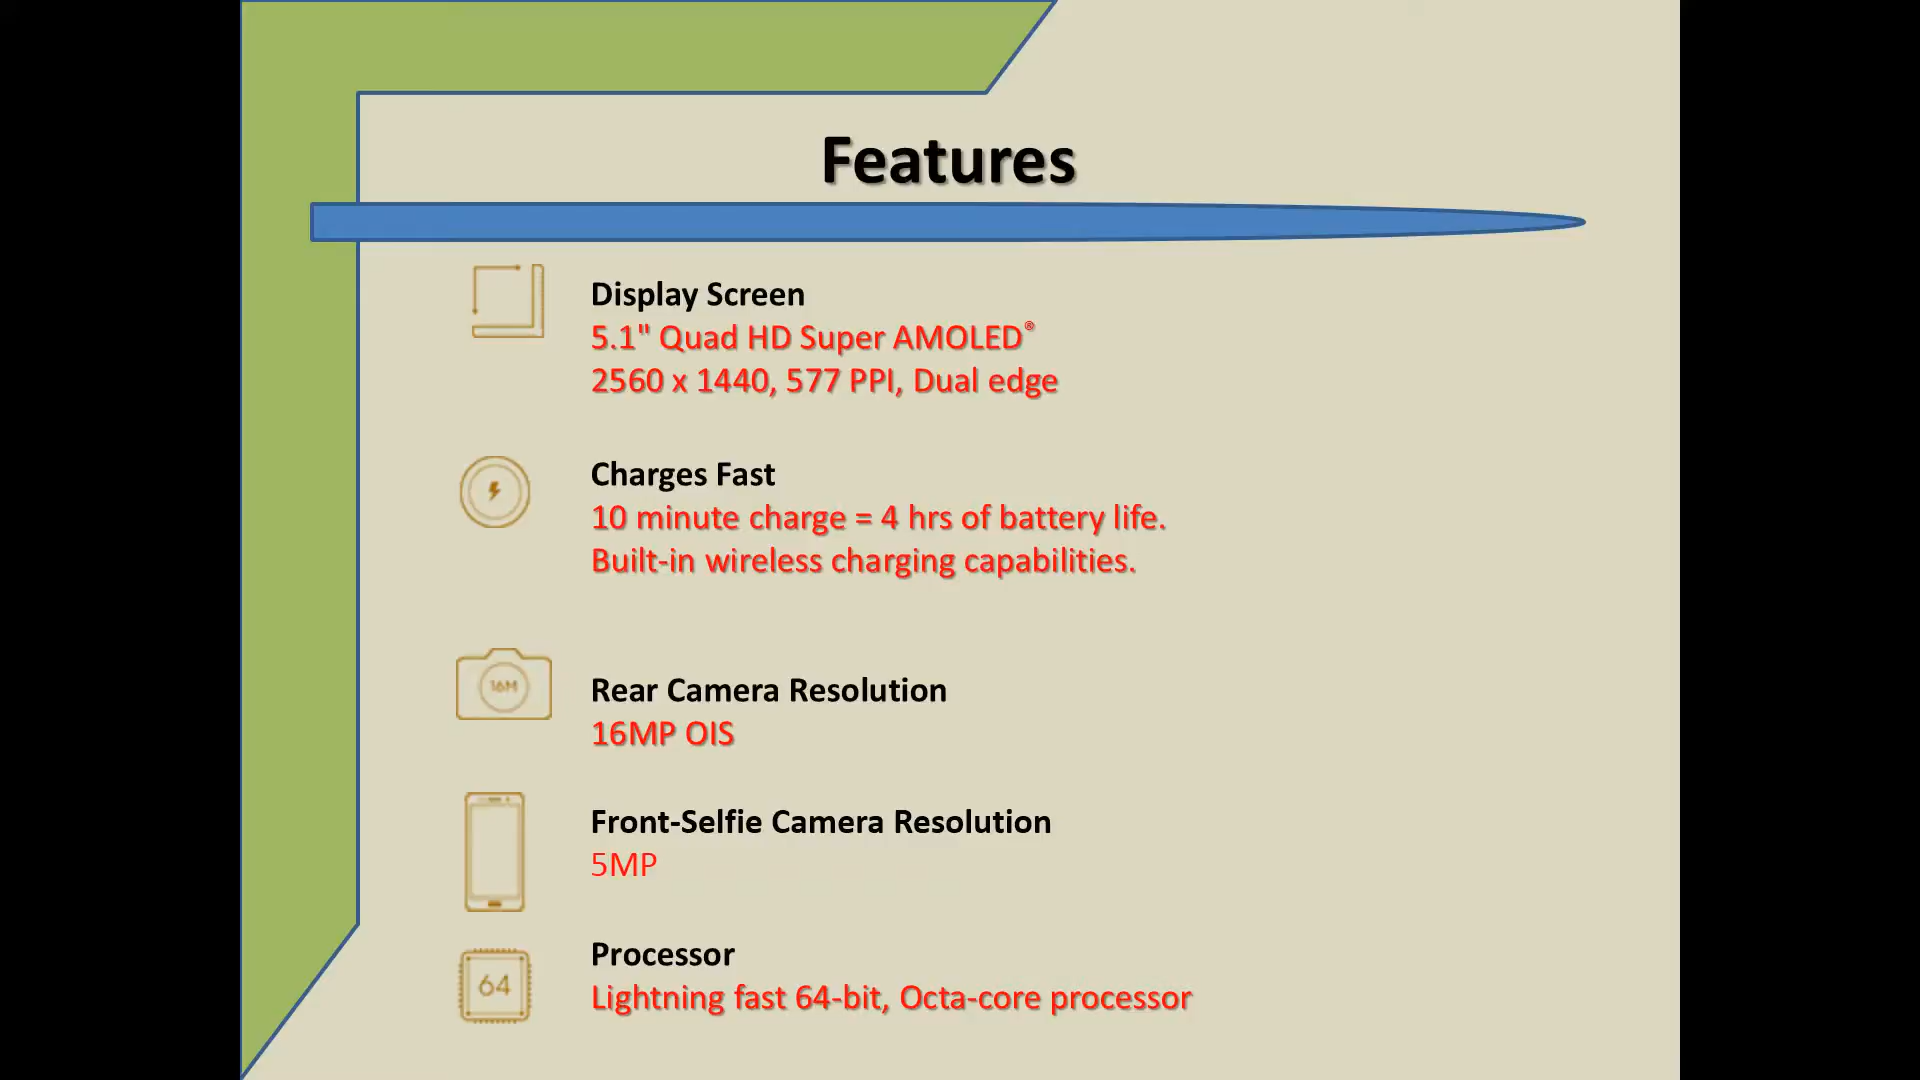 Features
Display Screen
5.1" Quad HD Super AMOLED®
2560 x 1440, 577 PPI, Dual edge
Charges Fast
10 minute charge = 4 hrs of battery life.
Built-in wireless charging capabilities.
16M
Rear Camera Resolution
16MP OIS
Front-Selfie Camera Resolution
5MP
Processor
64
Lightning fast 64-bit, Octa-core processor